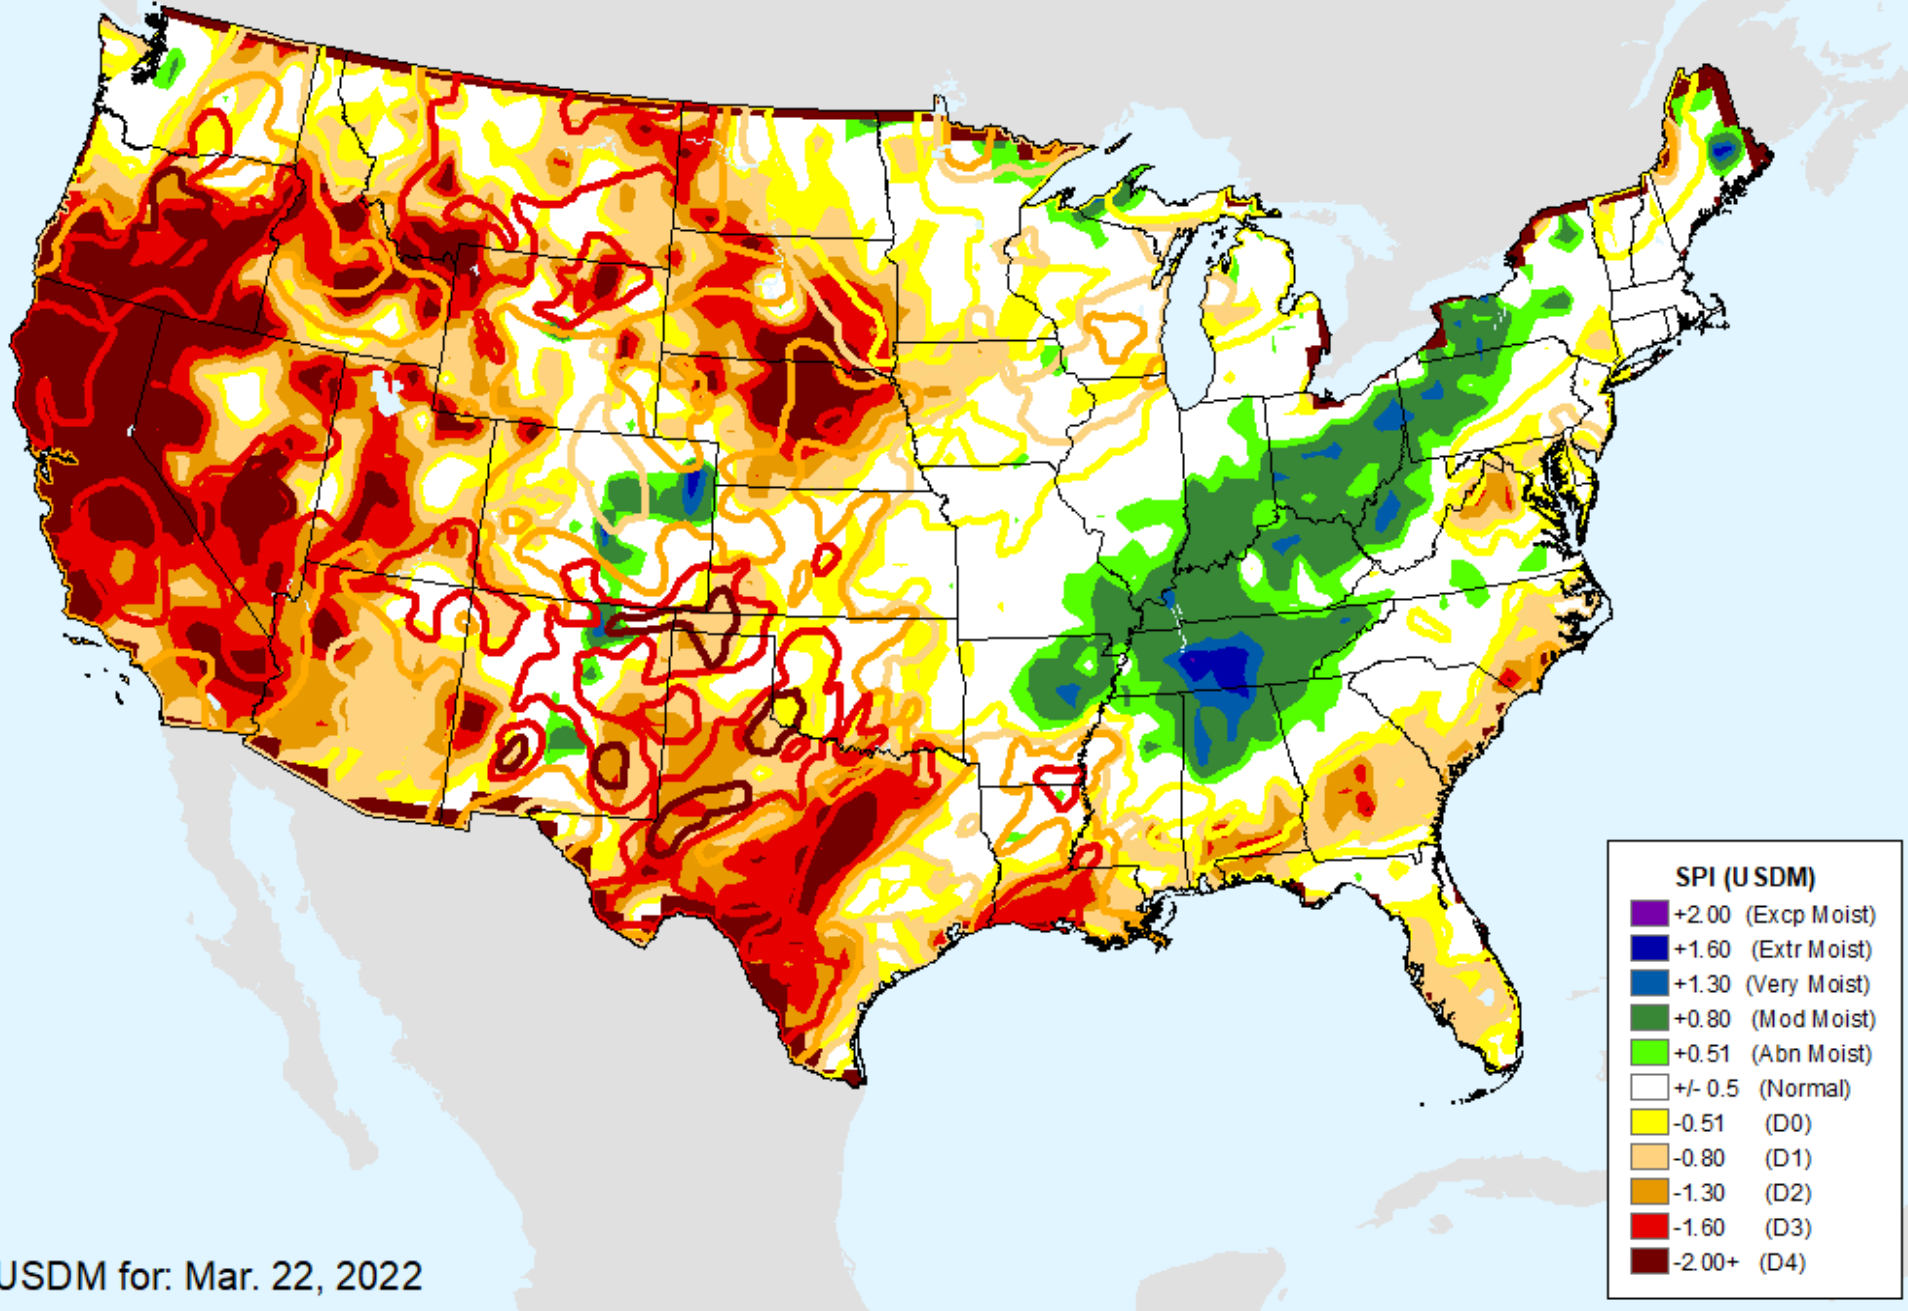 SPI (USDM)
+2.00 (Excp Moist)
+1.60 (Extr Moist)
+1.30 (Very Moist)
+0.80 (Mod Moist)
+0.51 (Abn Moist)
+/- 0.5 (Normal)
-0.51 (D0)
-0.80 (D1)
-1.30 (D2)
-1.60 (D3)
-2.00+ (D4)
USDM for: Mar. 22, 2022